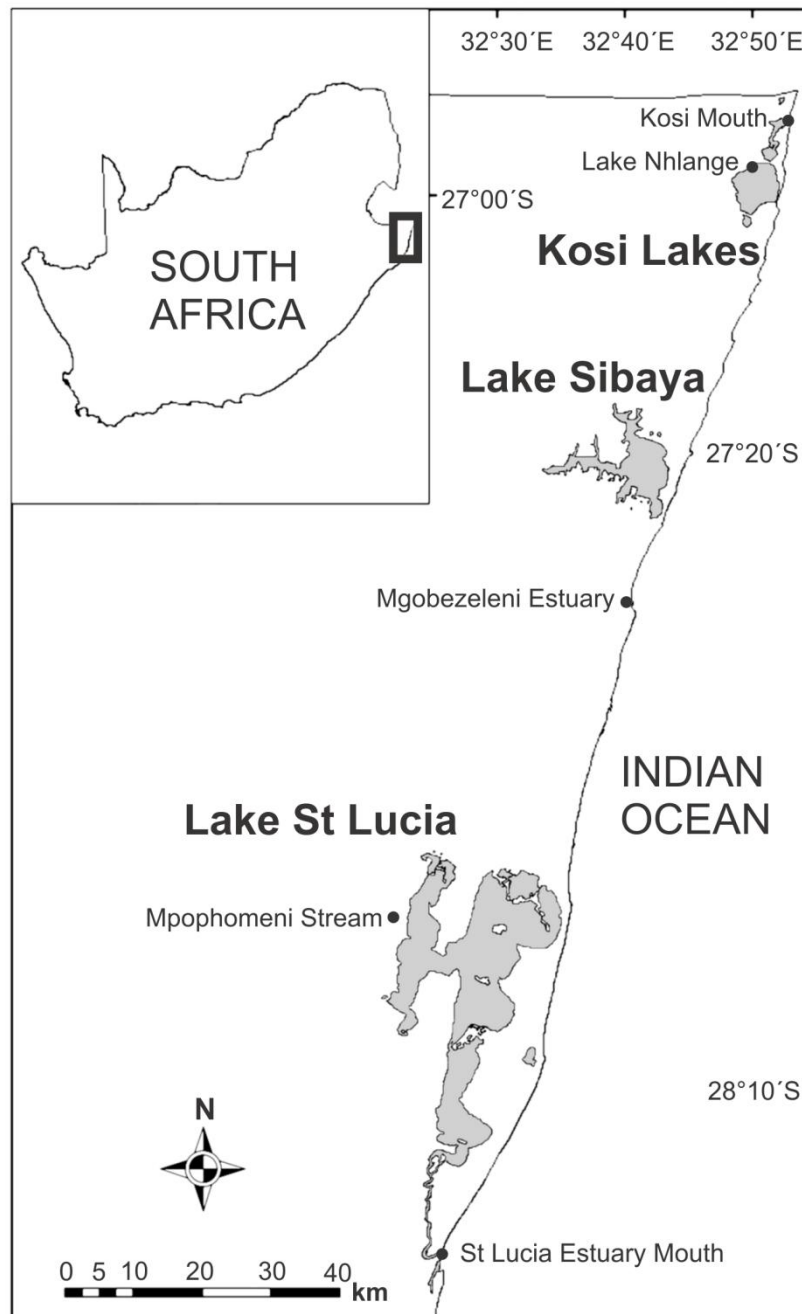 32°30´E 32°40´E 32°50´E
Kosi Mouth
Lake Nhlange
27°00´S
Kosi Lakes
SOUTH
AFRICA
Lake Sibaya
27°20´S
Mgobezeleni Estuary
INDIAN
OCEAN
Lake St Lucia
Mpophomeni Stream
28°10´S
N
St Lucia Estuary Mouth
0 5 10 20 30 40
km